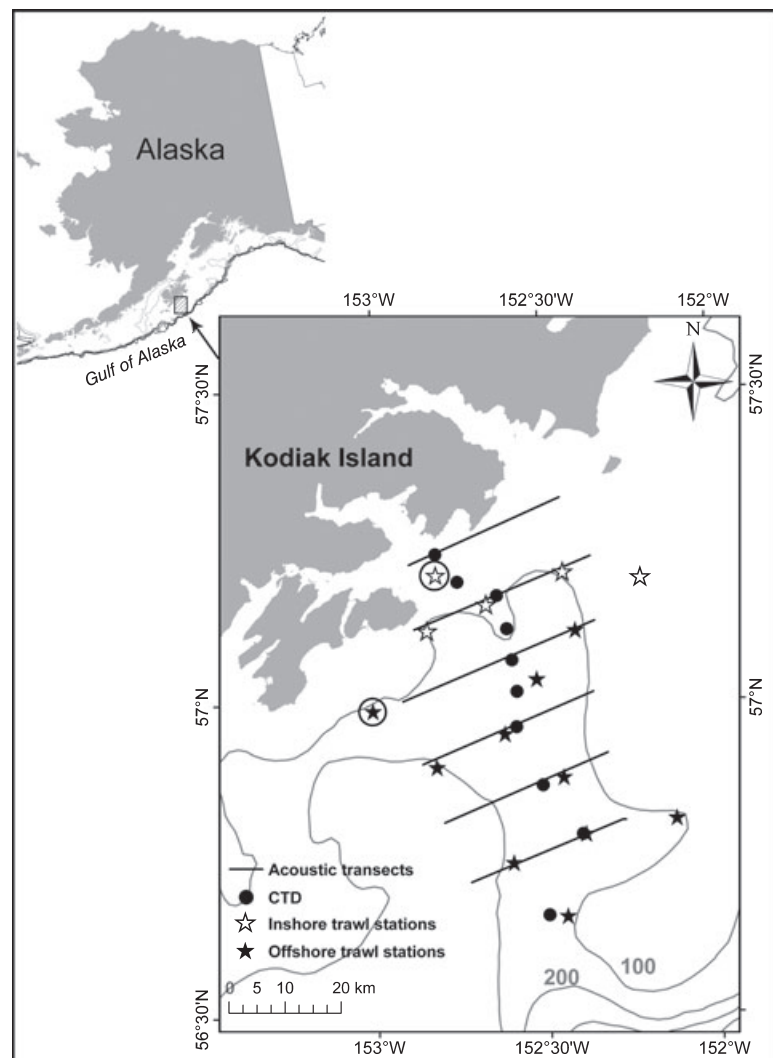 Alaska
Gulf of Alaska
153°W 152°30'W 152°W
N
57°30'N 57°30'N
Kodiak Island
57°N 57°N
Acoustic transects
CTD
Inshore trawl stations
Offshore trawl stations
100
200
0 5 10 20 km
56°30'N
153°W 152°30'W 152°W